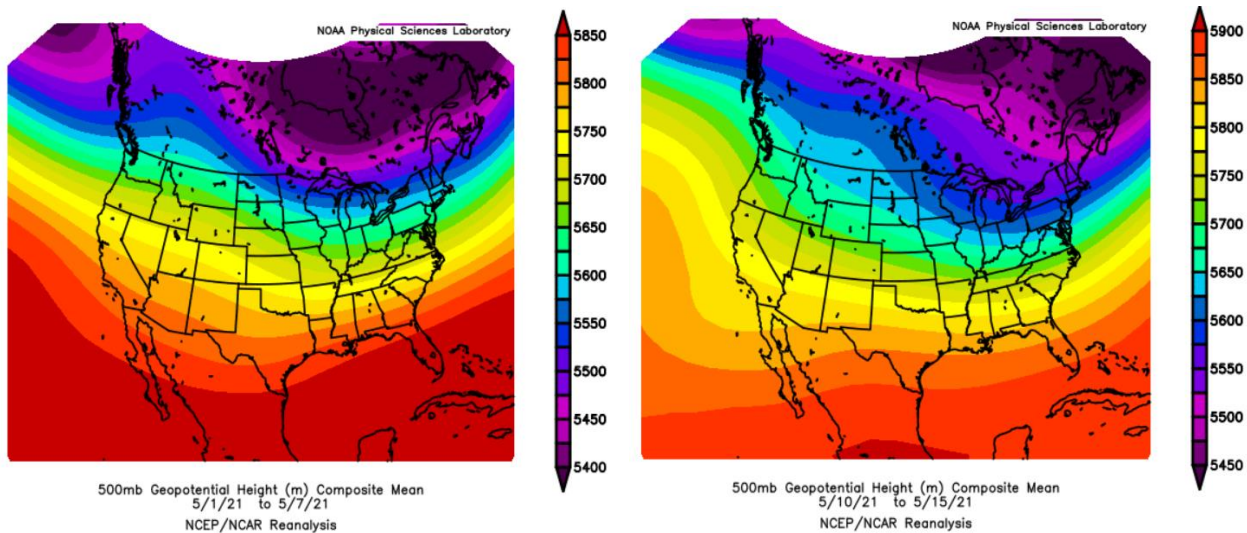 NOAA Physical Sciences Laboratory
5850
5800
5750
5700
5650
5600
5550
5500
5450
5400
500mb Geopotential Height (m) Composite Mean
5/1/21 to 5/7/21
NCEP/NCAR Reanalysis
NOAA Physical Sciences Laboratory
5900
5850
5800
5750
5700
5650
5600
5550
5500
5450
500mb Geopotential Height (m) Composite Mean
5/10/21 to 5/15/21
NCEP/NCAR Reanalysis